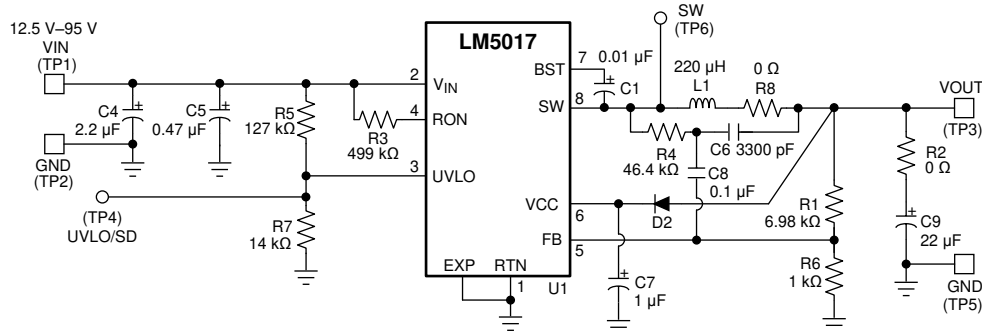 12.5 V–95 V
VIN
(TP1)
GND
(TP2)
(TP4)
UVLO/SD
C4
2.2 µF
C5
0.47 µF
R5
127 kΩ
R3
499 kΩ
R7
14 kΩ
LM5017
2
VIN
4
RON
3
UVLO
BST
7
SW
8
VCC
6
FB
5
EXP
RTN
1
U1
0.01 µF
C1
SW
(TP6)
220 µH
L1
0 Ω
R8
R4
46.4 kΩ
C6
3300 pF
C8
0.1 µF
D2
C7
1 µF
R1
6.98 kΩ
R6
1 kΩ
VOUT
(TP3)
R2
0 Ω
C9
22 µF
GND
(TP5)